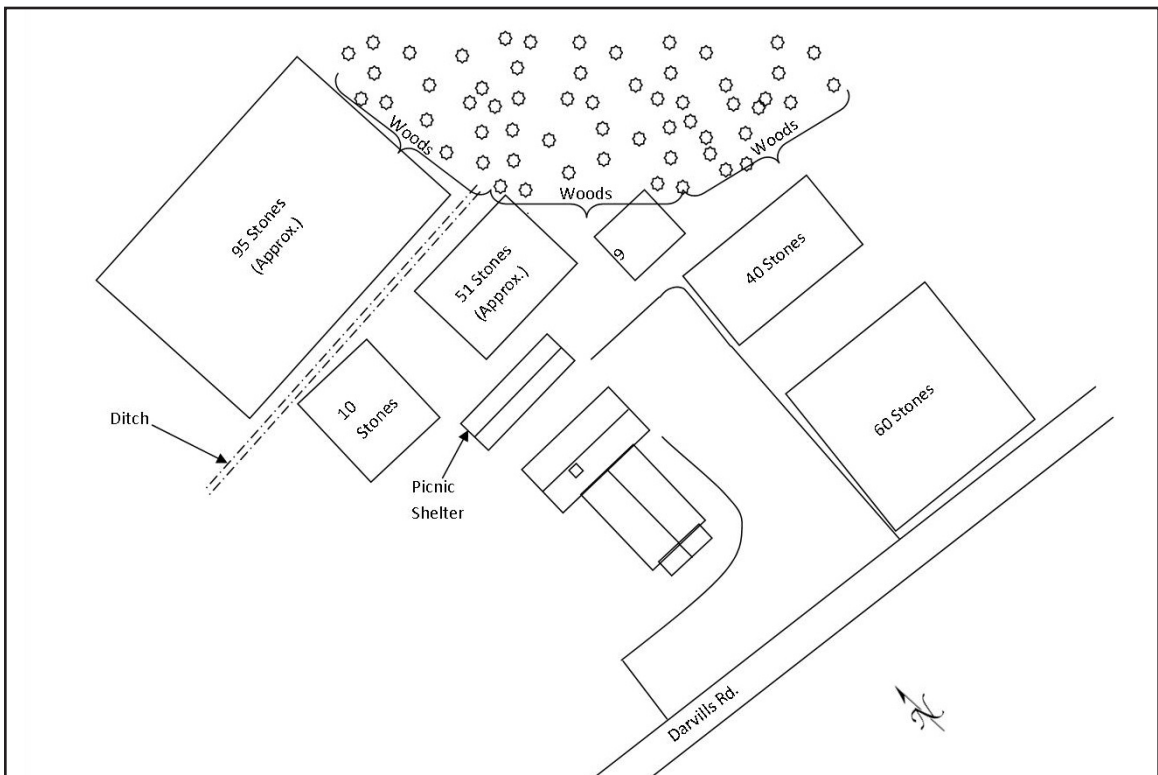 Woods
Woods
Woods
95 Stones
(Approx.)
51 Stones
(Approx.)
9
40 Stones
60 Stones
10
Stones
Ditch
Picnic
Shelter
Darvills Rd.
N